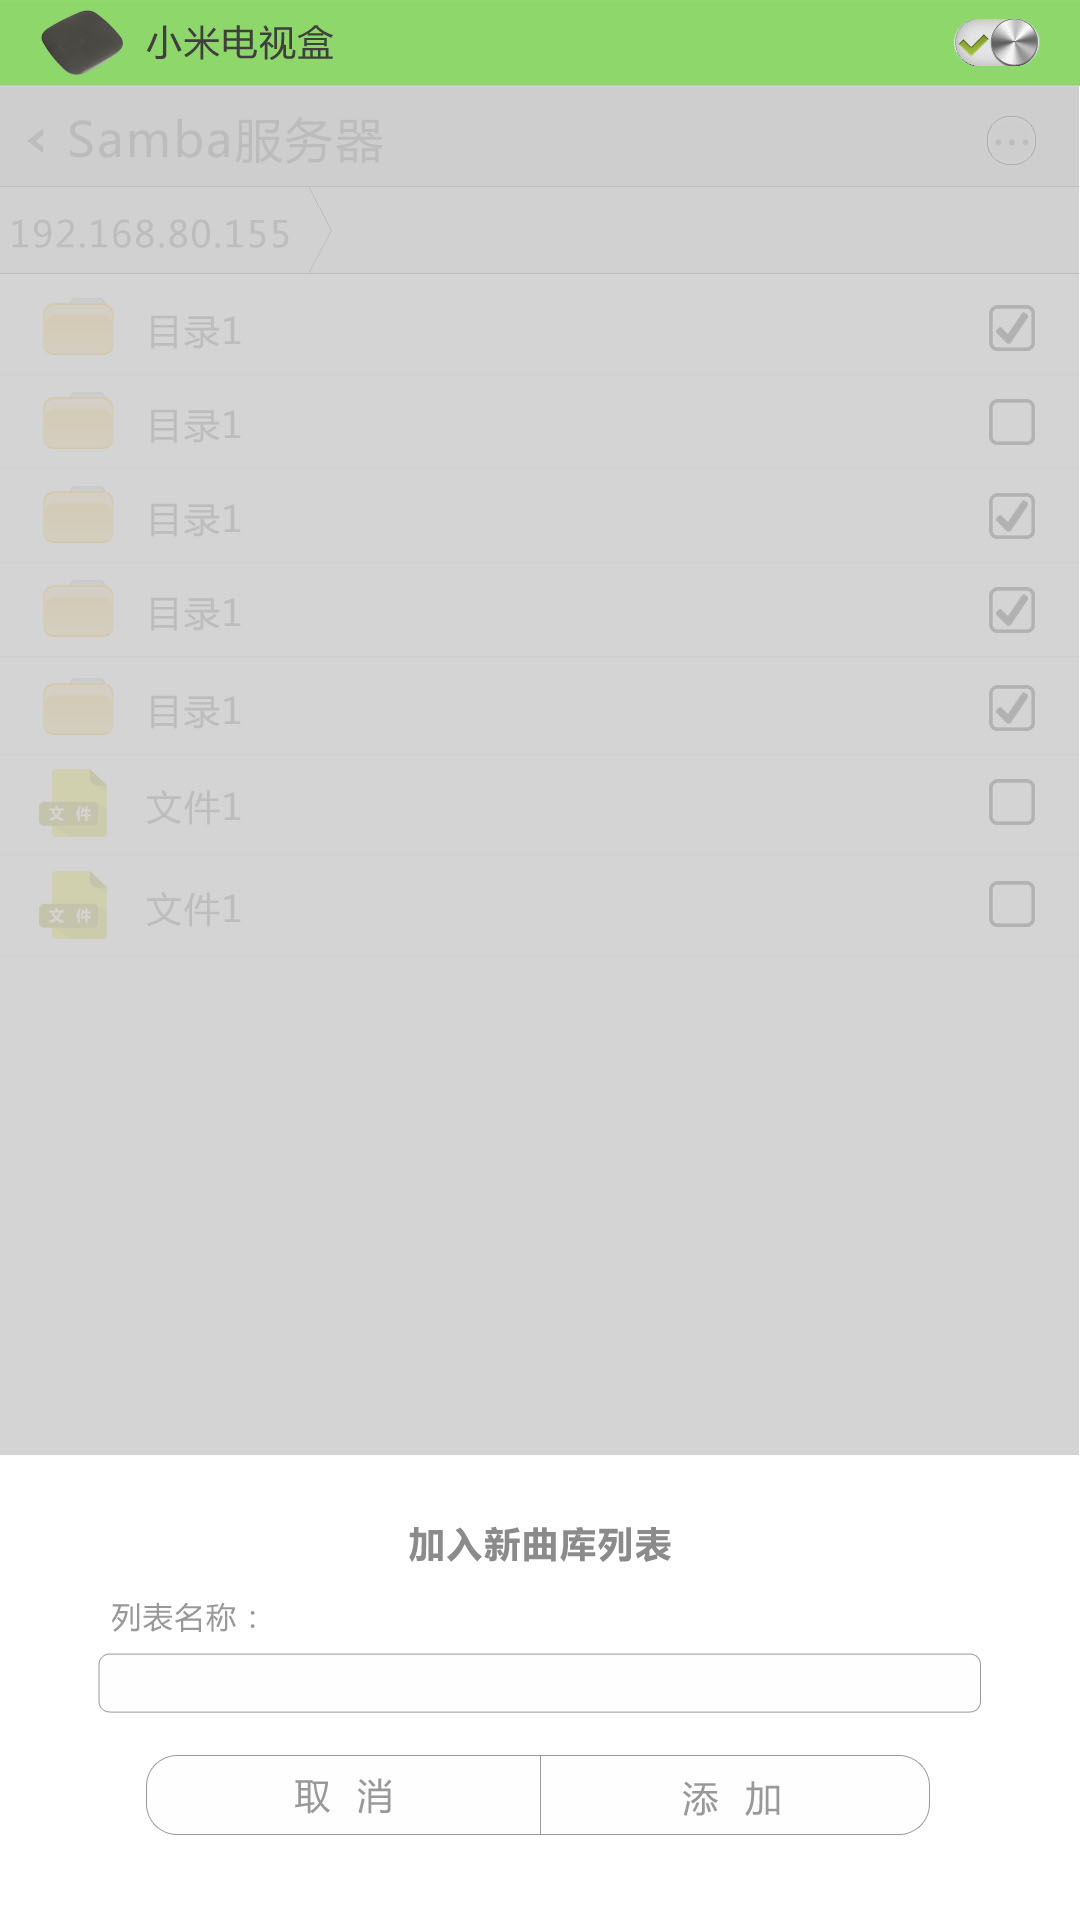 小米电视盒
Samba服务器
192.168.80.155
目录1
目录1
目录1
目录1
目录1
文件 文件1
文件 文件1
加入新曲库列表
列表名称：
取 消 添 加